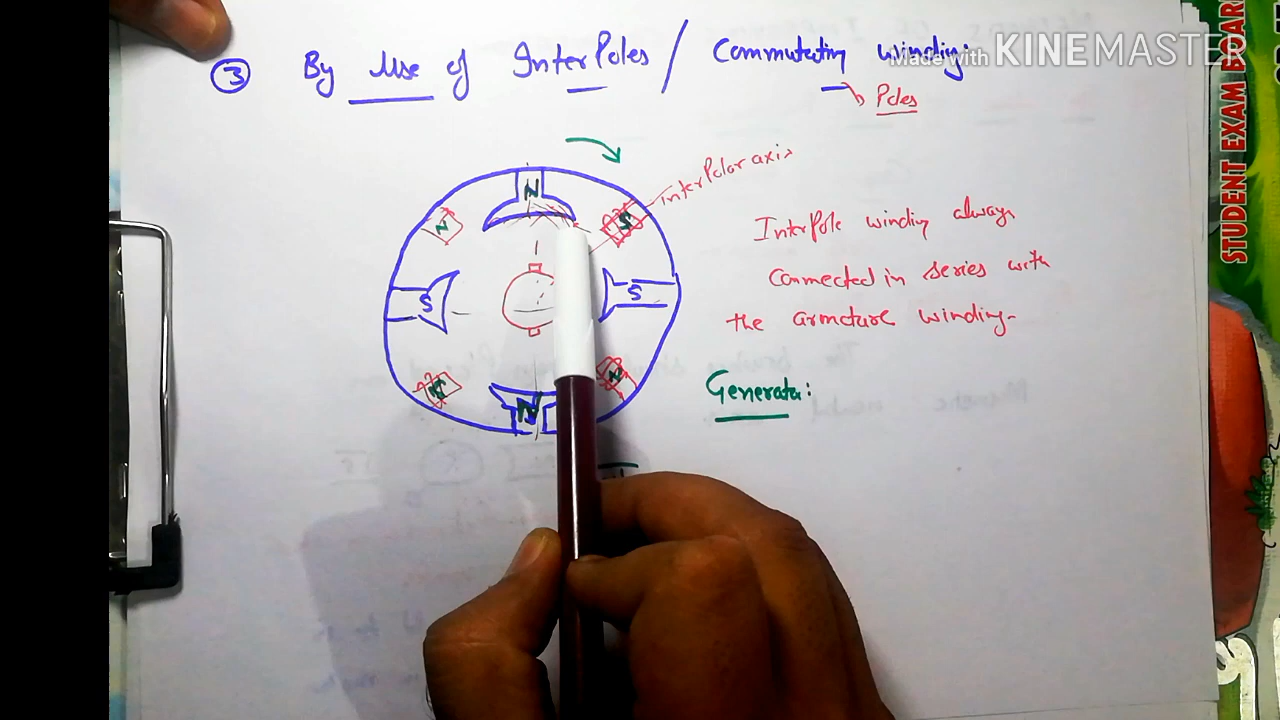 ③ By Use of InterPoles / Commutating winding.
Made with KINEMASTER
Poles
interPolar axis
N
N
S
S
S
N
N
InterPole winding always
Connected in series with
the armcture winding.
Generator:
STUDENT EXAM BOARD